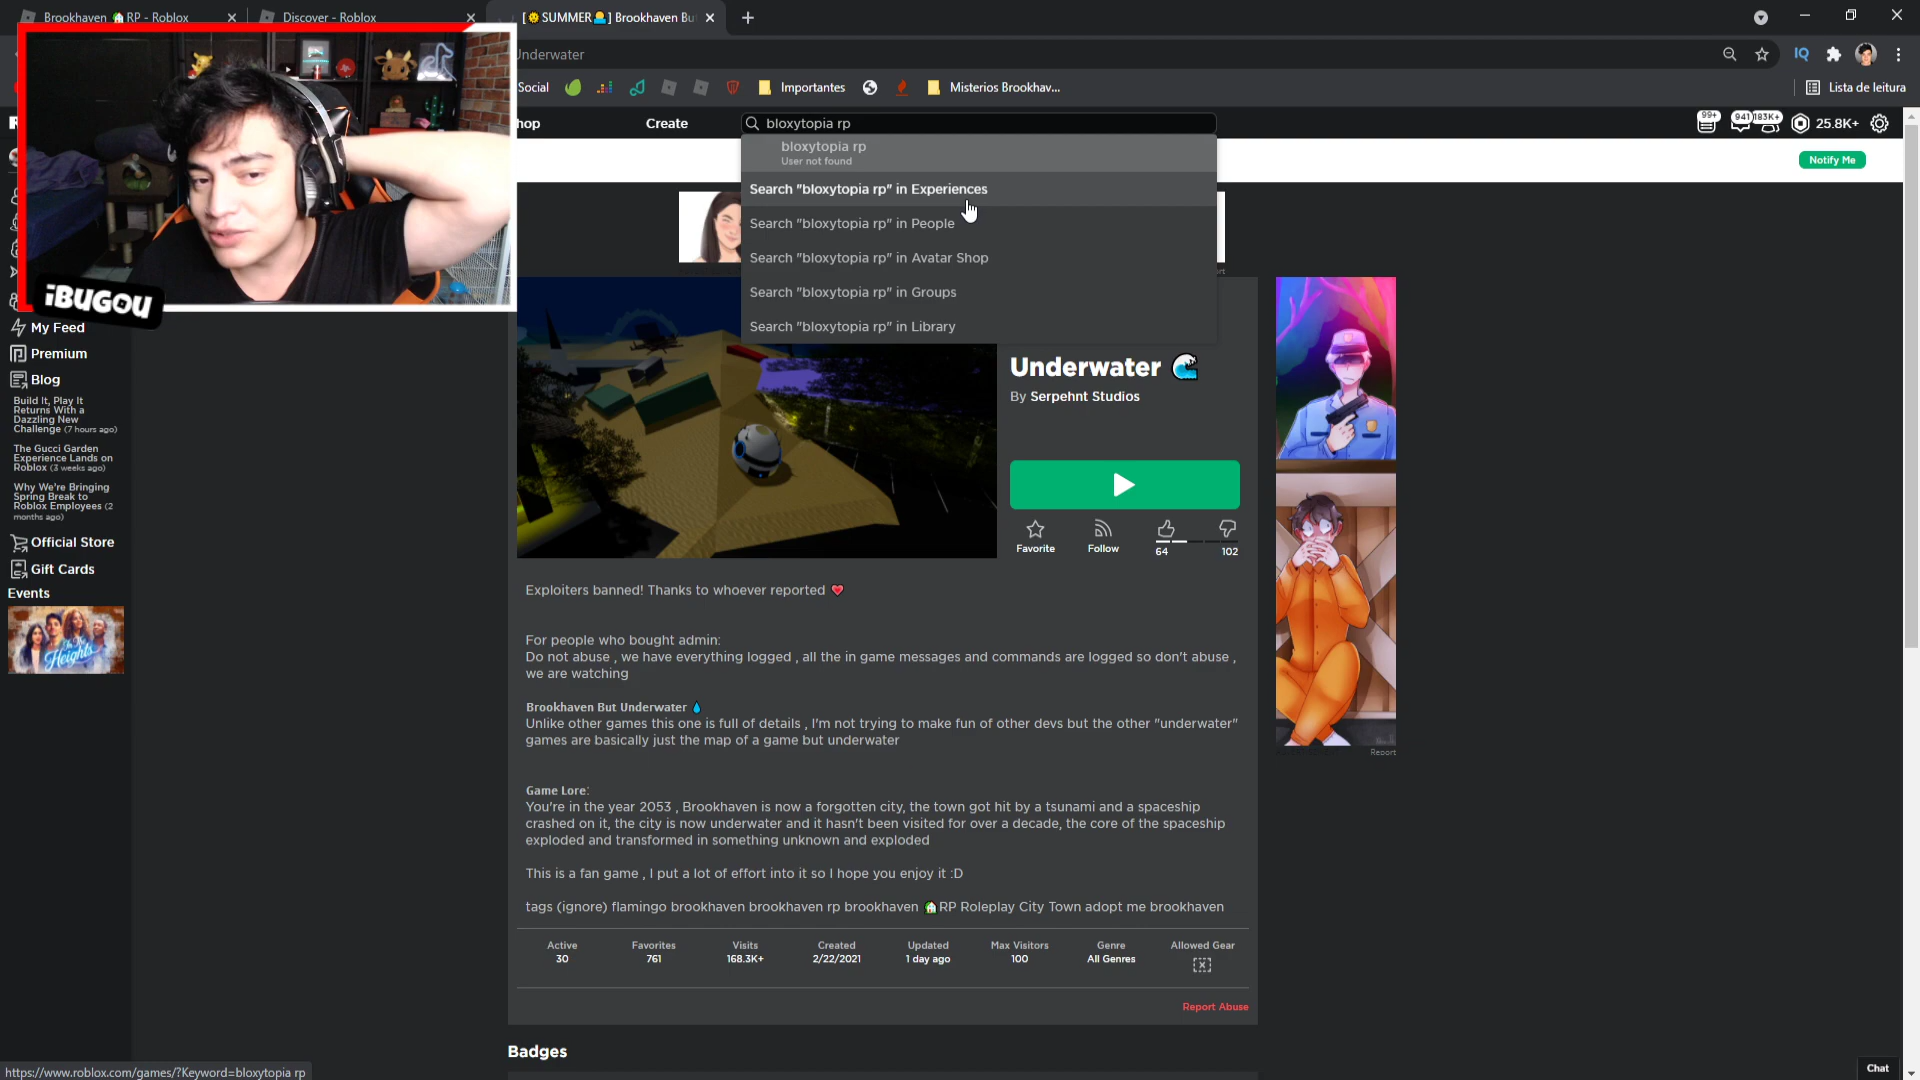 Brookhaven 🏠RP - Roblox
Discover - Roblox
[🌞SUMMER🏖] Brookhaven Bu
Underwater
Social
Importantes
Misterios Brookhav...
Lista de leitura
hop
Create
bloxytopia rp
99+
941
183K+
25.8K+
bloxytopia rp
User not found
Notify Me
Search "bloxytopia rp" in Experiences
Search "bloxytopia rp" in People
Search "bloxytopia rp" in Avatar Shop
Search "bloxytopia rp" in Groups
Search "bloxytopia rp" in Library
iBUGOU
My Feed
Premium
Blog
Build It, Play It
Returns With a
Dazzling New
Challenge (7 hours ago)
The Gucci Garden
Experience Lands on
Roblox (3 weeks ago)
Why We're Bringing
Spring Break to
Roblox Employees (2
months ago)
Official Store
Gift Cards
Events
In The Heights
Underwater 🌊
By Serpehnt Studios
Favorite
Follow
64
102
Exploiters banned! Thanks to whoever reported ❤
For people who bought admin:
Do not abuse , we have everything logged , all the in game messages and commands are logged so don't abuse ,
we are watching
Brookhaven But Underwater 💧
Unlike other games this one is full of details , I'm not trying to make fun of other devs but the other "underwater"
games are basically just the map of a game but underwater
Game Lore:
You're in the year 2053 , Brookhaven is now a forgotten city, the town got hit by a tsunami and a spaceship
crashed on it, the city is now underwater and it hasn't been visited for over a decade, the core of the spaceship
exploded and transformed in something unknown and exploded
This is a fan game , I put a lot of effort into it so I hope you enjoy it :D
tags (ignore) flamingo brookhaven brookhaven rp brookhaven 🏠RP Roleplay City Town adopt me brookhaven
Active
30
Favorites
761
Visits
168.3K+
Created
2/22/2021
Updated
1 day ago
Max Visitors
100
Genre
All Genres
Allowed Gear
Report Abuse
Report
Badges
Chat
https://www.roblox.com/games/?Keyword=bloxytopia rp